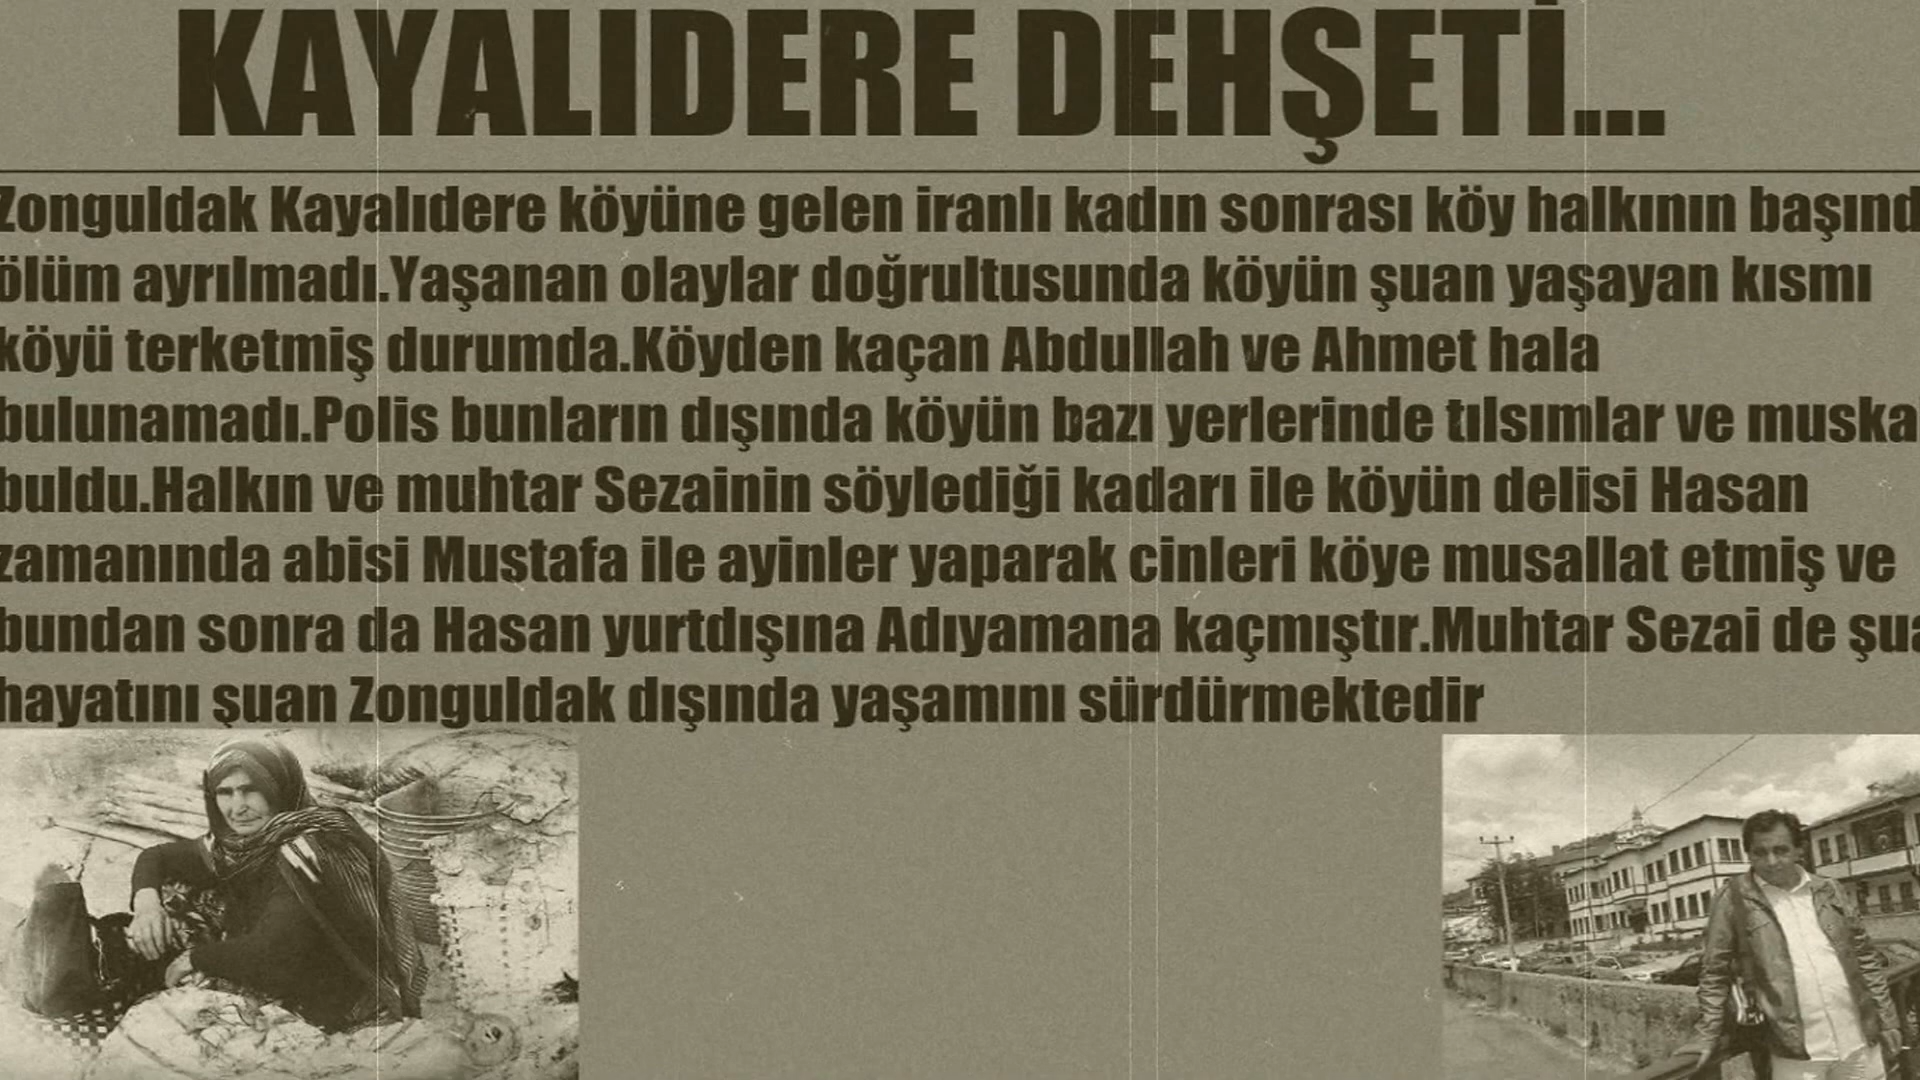 KAYALIDERE DEHŞETİ...
Zonguldak Kayalıdere köyüne gelen iranlı kadın sonrası köy halkının başınd
ölüm ayrılmadı.Yaşanan olaylar doğrultusunda köyün şuan yaşayan kısmı
köyü terketmiş durumda.Köyden kaçan Abdullah ve Ahmet hala
bulunamadı.Polis bunların dışında köyün bazı yerlerinde tılsımlar ve muska
buldu.Halkın ve muhtar Sezainin söylediği kadarı ile köyün delisi Hasan
zamanında abisi Mustafa ile ayinler yaparak cinleri köye musallat etmiş ve
bundan sonra da Hasan yurtdışına Adıyamana kaçmıştır.Muhtar Sezai de şua
hayatını şuan Zonguldak dışında yaşamını sürdürmektedir